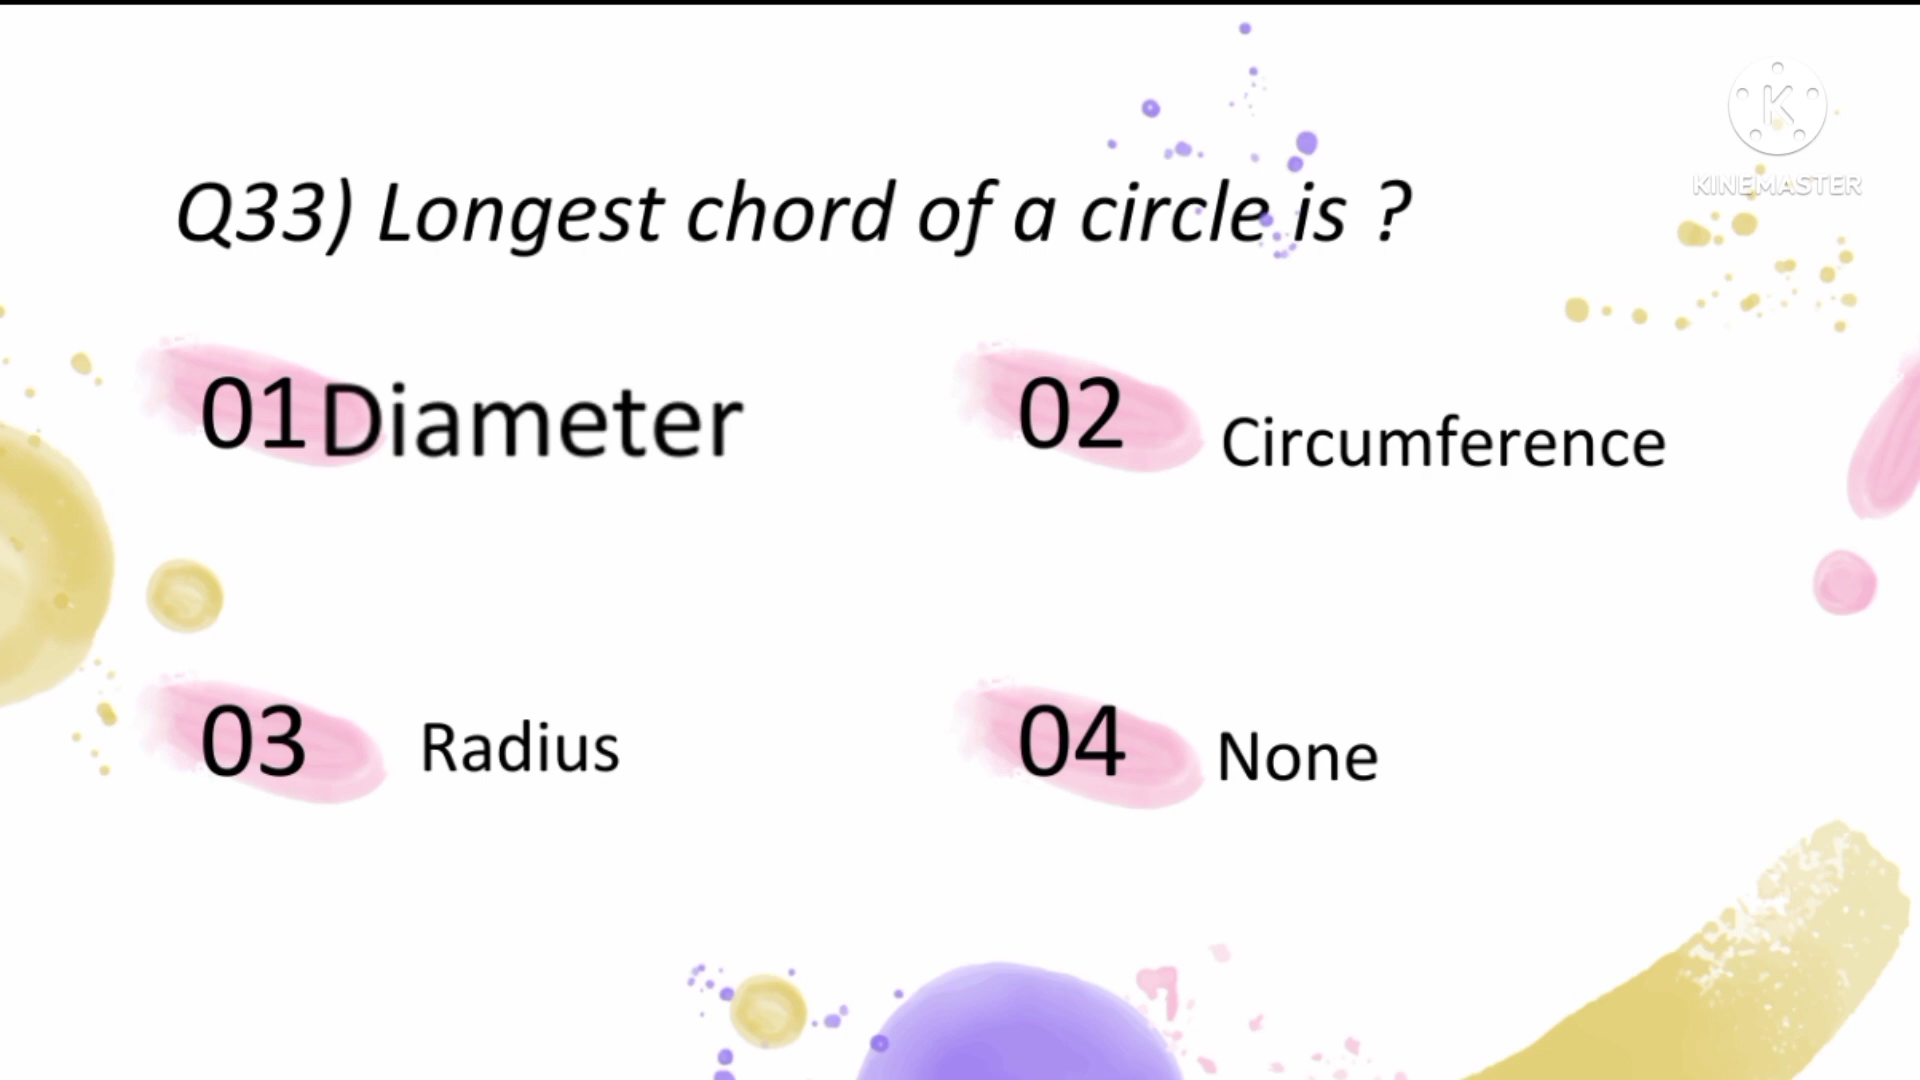 K
KINEMASTER
Q33) Longest chord of a circle is ?
01 Diameter
02 Circumference
03 Radius
04 None